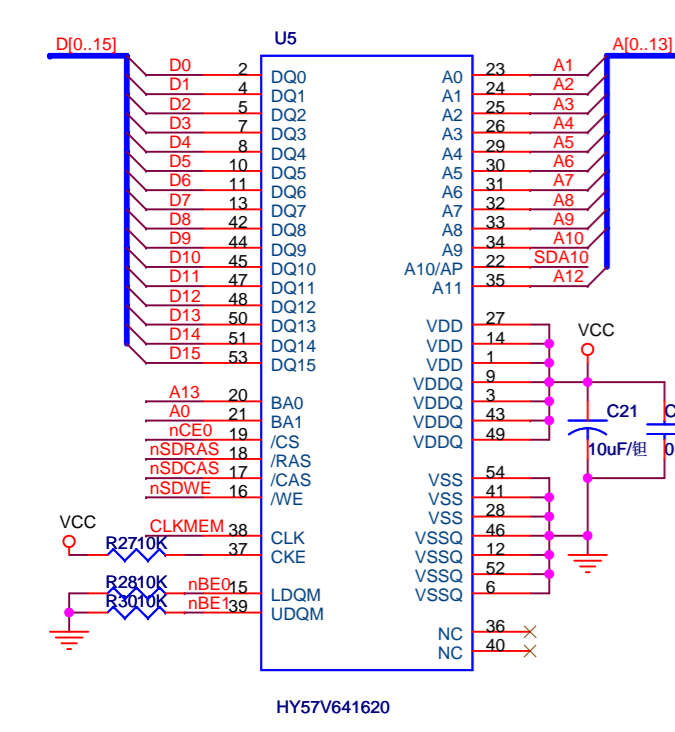 D[0..15]
U5
A[0..13]
D0 2 DQ0 A0 23 A1
D1 4 DQ1 A1 24 A2
D2 5 DQ2 A2 25 A3
D3 7 DQ3 A3 26 A4
D4 8 DQ4 A4 29 A5
D5 10 DQ5 A5 30 A6
D6 11 DQ6 A6 31 A7
D7 13 DQ7 A7 32 A8
D8 42 DQ8 A8 33 A9
D9 44 DQ9 A9 34 A10
D10 45 DQ10 A10/AP 22 SDA10
D11 47 DQ11 A11 35 A12
D12 48 DQ12
D13 50 DQ13 VDD 27
D14 51 DQ14 VDD 14
D15 53 DQ15 VDD 1
VCC
VDDQ 9
A13 20 BA0 VDDQ 3
A0 21 BA1 VDDQ 43
nCE0 19 /CS VDDQ 49
C21
10uF/钽
nSDRAS 18 /RAS
nSDCAS 17 /CAS VSS 54
nSDWE 16 /WE VSS 41
VSS 28
VCC
CLKMEM 38 CLK VSSQ 46
R27 10K 37 CKE VSSQ 12
VSSQ 52
R28 10K nBE0 15 LDQM VSSQ 6
R30 10K nBE1 39 UDQM
NC 36
NC 40
HY57V641620